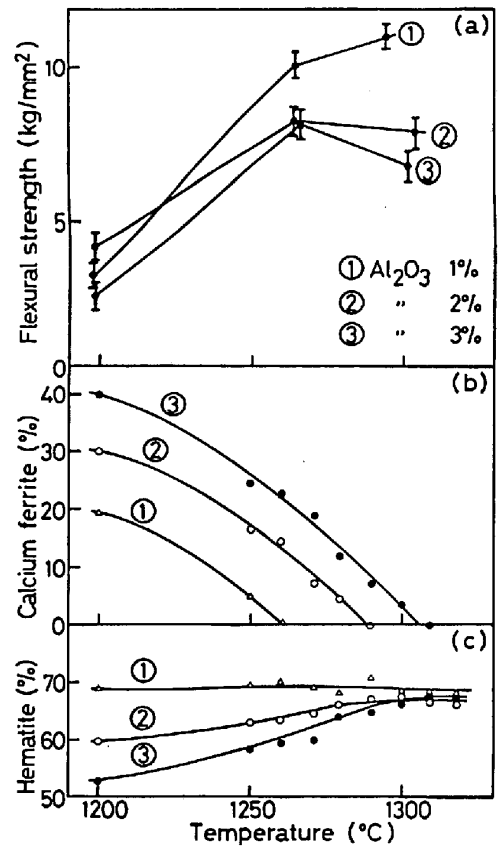 (a)
Flexural strength (kg/mm²)
10
5
0
①
②
③
① Al₂O₃ 1%
② " 2%
③ " 3%
(b)
Calcium ferrite (%)
40
30
20
10
0
③
②
①
(c)
Hematite (%)
70
60
50
①
②
③
1200 1250 1300
Temperature (°C)